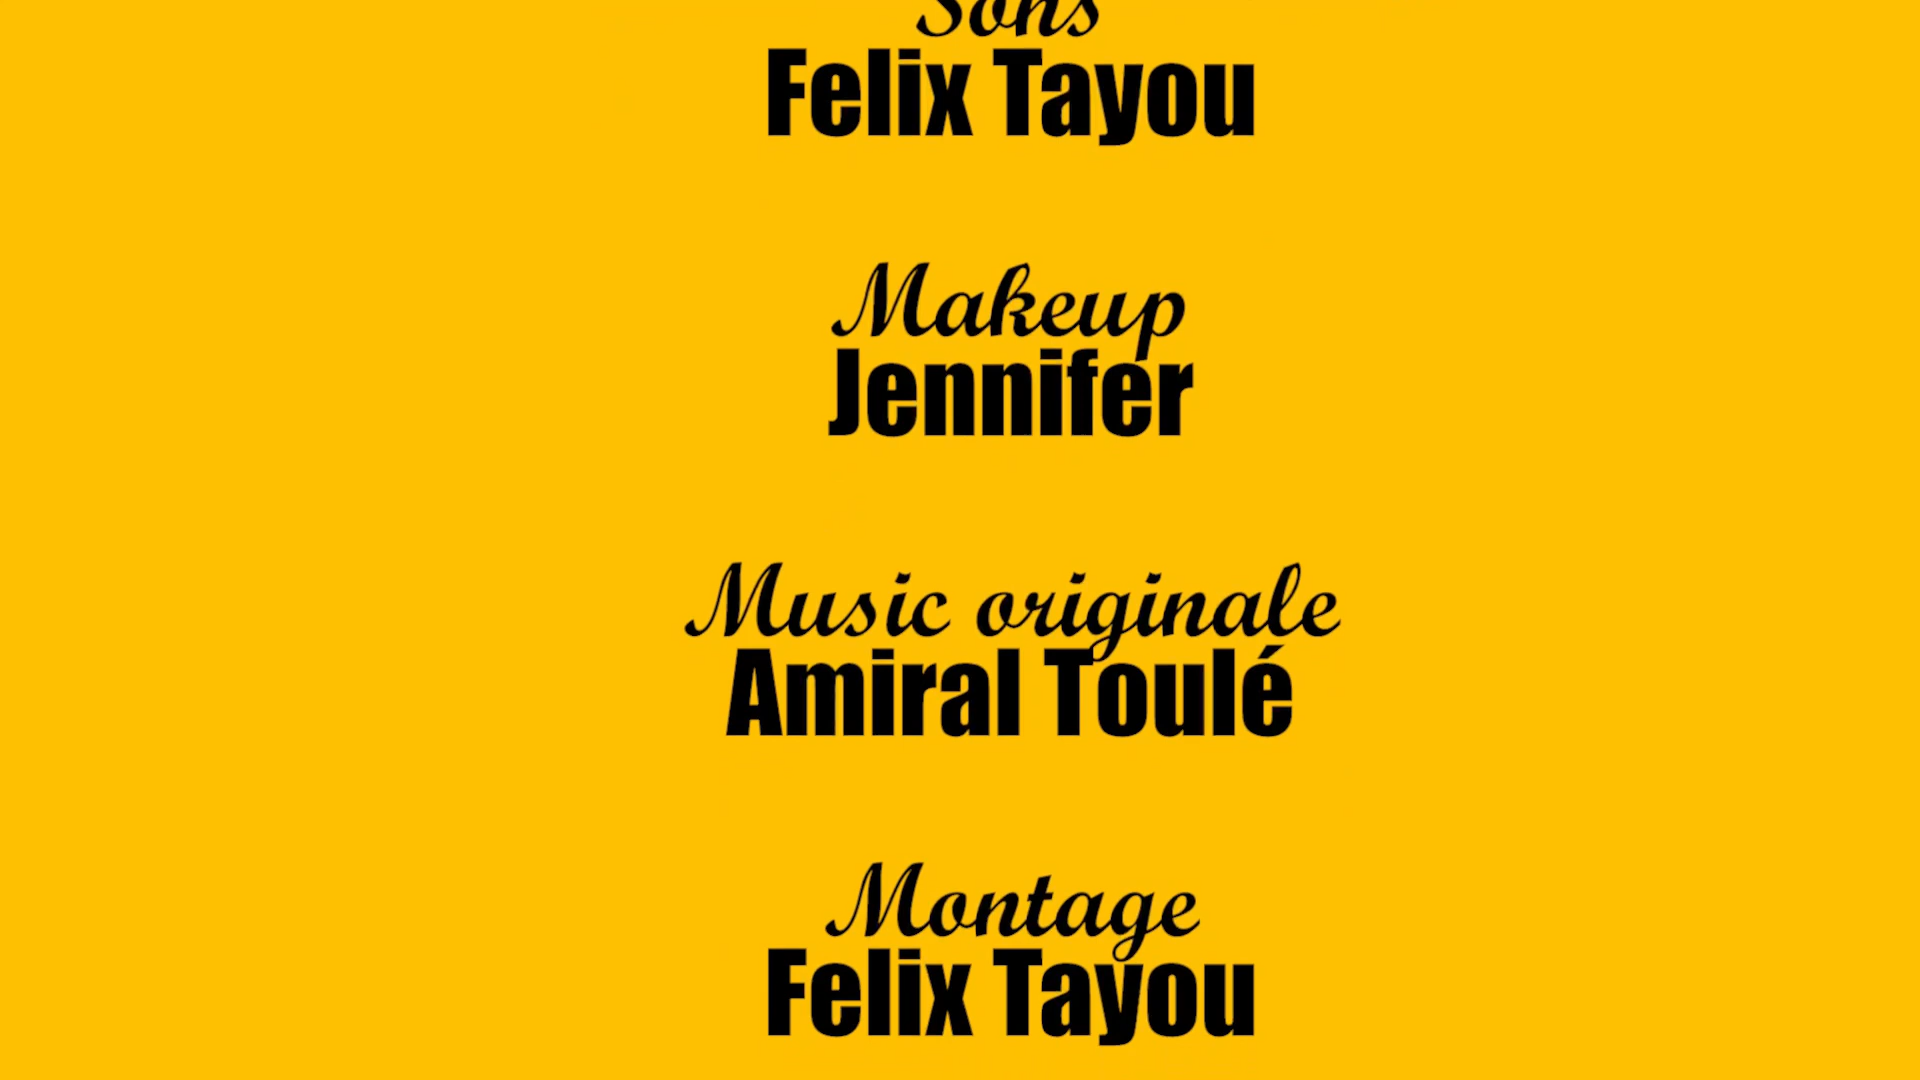 Sons
Felix Tayou
Makeup
Jennifer
Music originale
Amiral Toulé
Montage
Felix Tayou